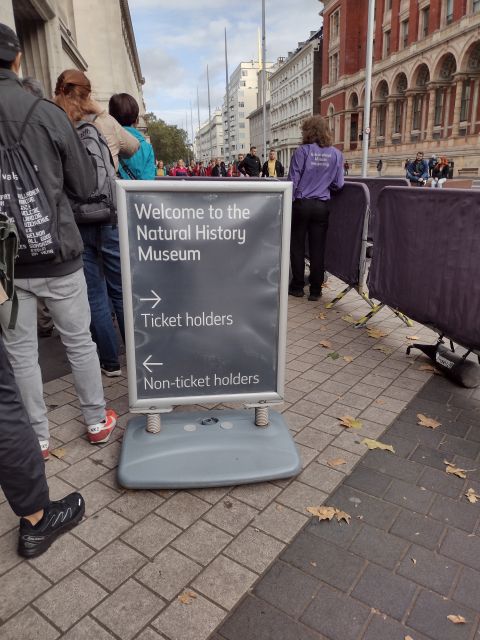 Welcome to the
Natural History
Museum
→
Ticket holders
←
Non-ticket holders